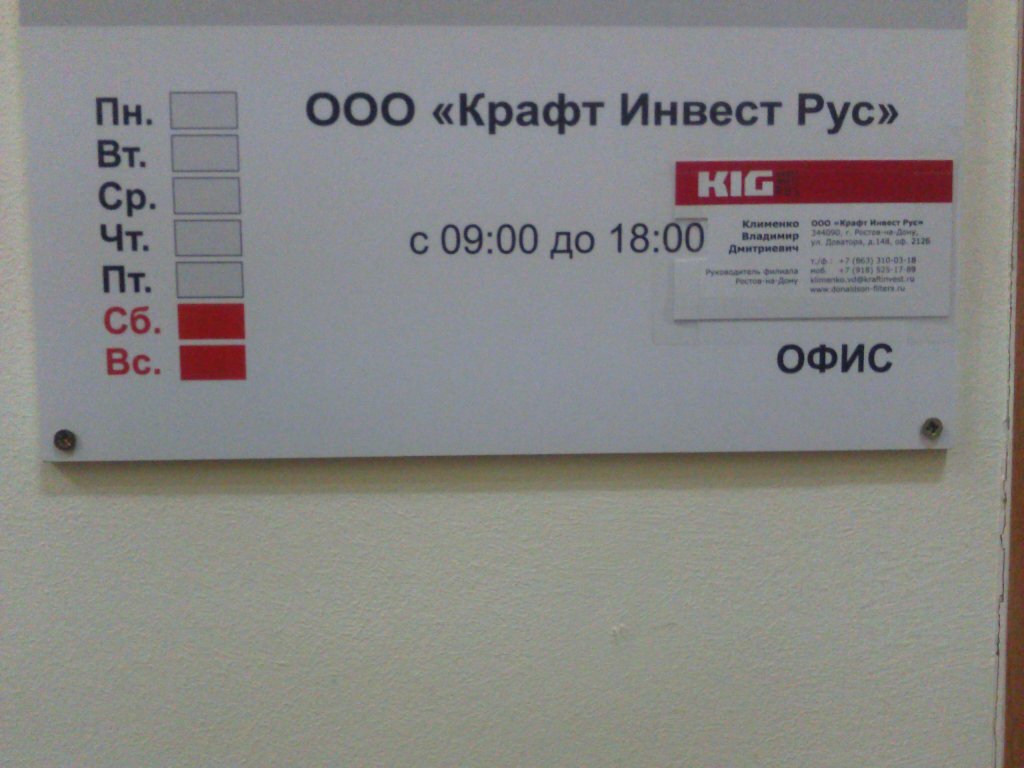 Пн.
Вт.
Ср.
Чт.
Пт.
Сб.
Вс.
ООО «Крафт Инвест Рус»
с 09:00 до 18:00
KIG
Клименко
Владимир
Дмитриевич
Руководитель филиала
Ростов-на-Дону
ООО «Крафт Инвест Рус»
344090, г. Ростов-на-Дону,
ул. Доватора, д.148, оф. 212б
т./ф.: +7 (863) 310-03-18
моб. +7 (918) 525-17-89
klimenko.vd@kraftinvest.ru
www.donaldson-filters.ru
ОФИС